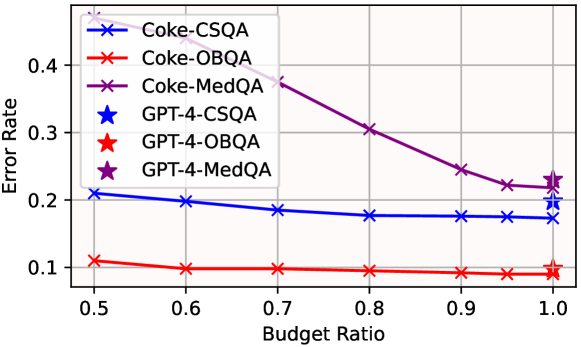 Error Rate
0.4
0.3
0.2
0.1
Coke-CSQA
Coke-OBQA
Coke-MedQA
GPT-4-CSQA
GPT-4-OBQA
GPT-4-MedQA
0.5 0.6 0.7 0.8 0.9 1.0
Budget Ratio